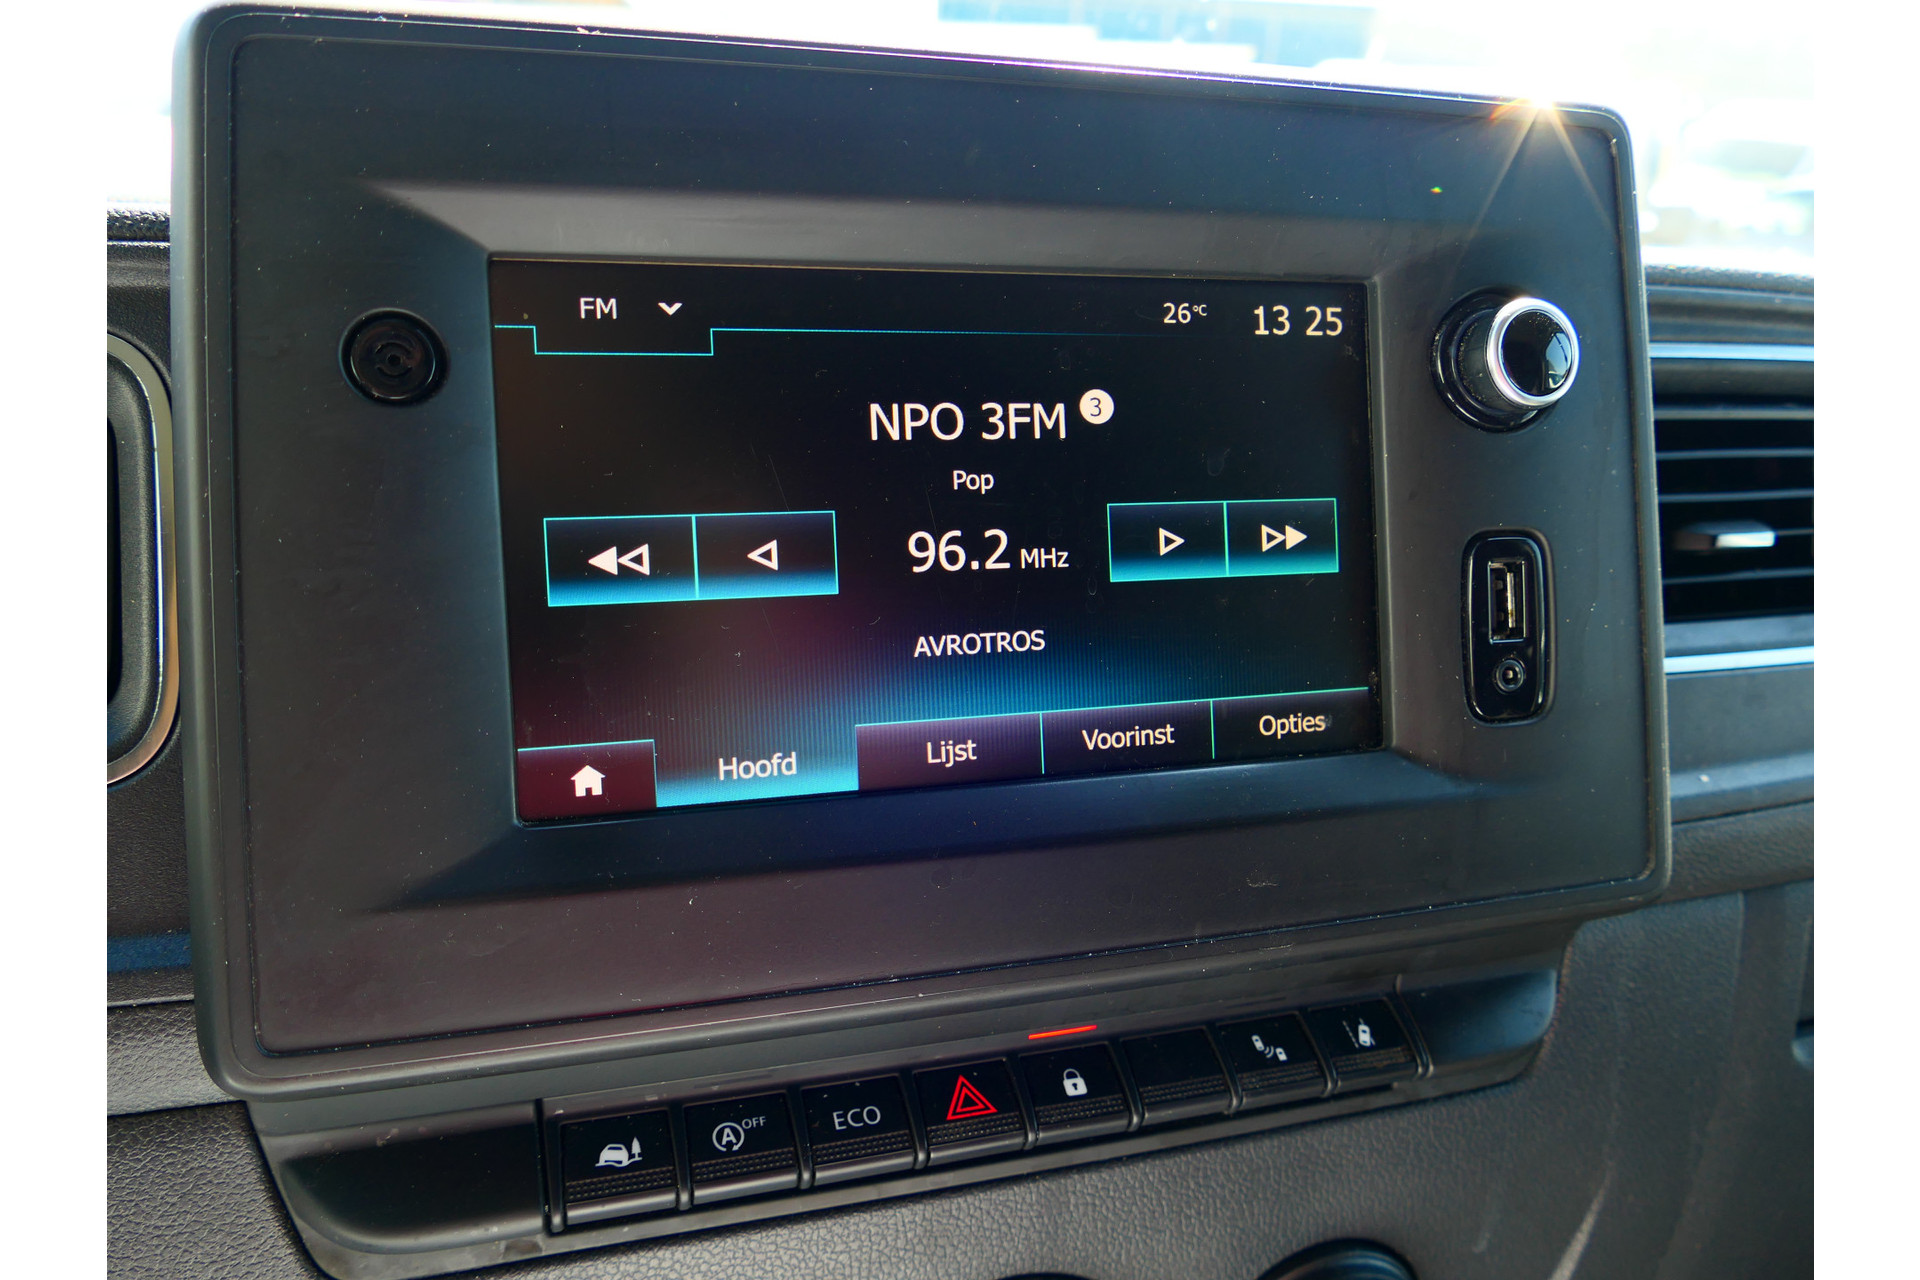 FM
26°C 13 25
NPO 3FM 3
Pop
96.2 MHz
AVROTROS
Hoofd Lijst Voorinst Opties
A OFF ECO